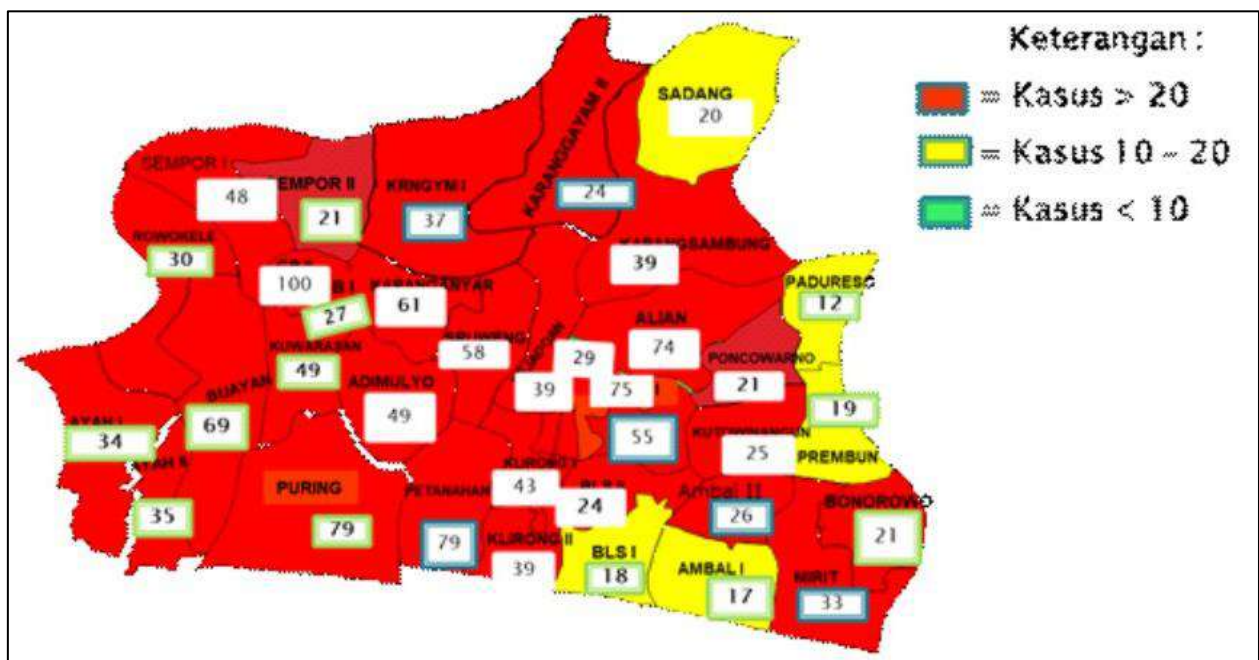 Keterangan :
= Kasus > 20
= Kasus 10 - 20
= Kasus < 10
SADANG
20
KARANGGAYAM II
24
SEMPOR I
48
SEMPOR II
21
KRNGYM I
37
ROWOKELE
30
KARANGSAMBUNG
39
PADURESO
12
100
27
KARANGANYAR
61
ALIAN
74
58
29
PONCOWARNO
21
KUWARASAN
49
ADIMULYO
49
39
75
19
PREMBUN
BUAYAN
69
AYAH I
34
55
KUTOWINANGUN
25
AYAH II
35
PURING
79
PETANAHAN
79
43
24
Ambal II
26
BONOROWO
21
KLIRONG II
39
BLS I
18
AMBAL I
17
MIRIT
33